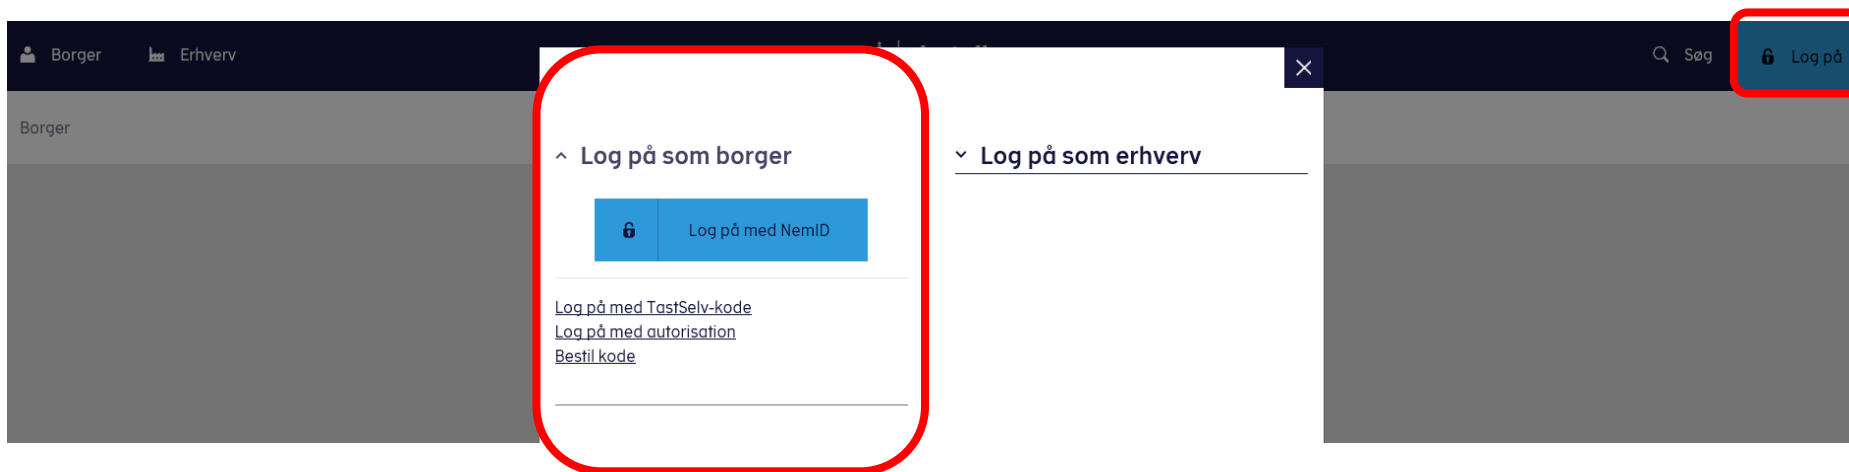 Borger
Erhverv
Søg
Log på
Borger
Log på som borger
Log på med NemID
Log på med TastSelv-kode
Log på med autorisation
Bestil kode
Log på som erhverv